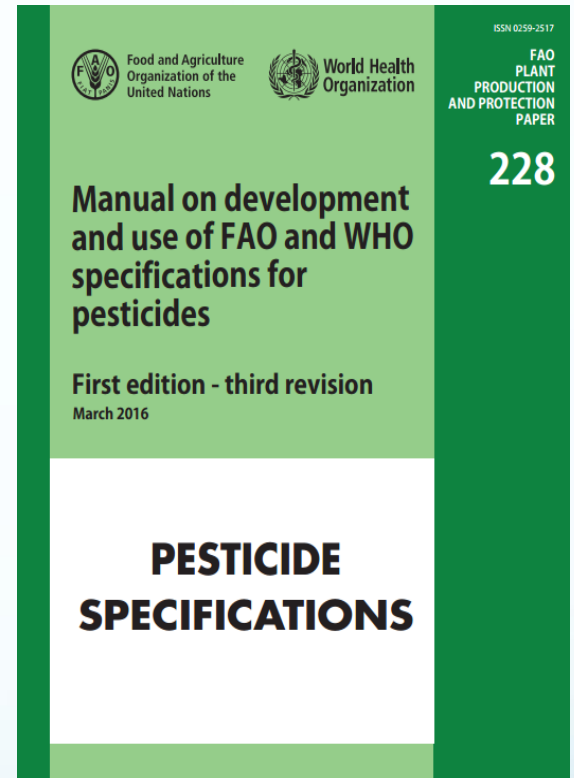 ISSN 0259-2517
Food and Agriculture
Organization of the
United Nations
World Health
Organization
FAO
PLANT
PRODUCTION
AND PROTECTION
PAPER
228
Manual on development
and use of FAO and WHO
specifications for
pesticides
First edition - third revision
March 2016
PESTICIDE
SPECIFICATIONS